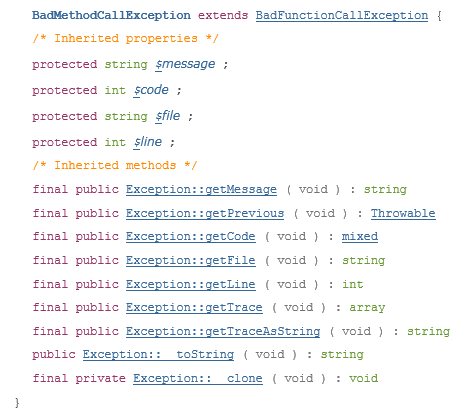 BadMethodCallException extends BadFunctionCallException {
/* Inherited properties */
protected string $message ;
protected int $code ;
protected string $file ;
protected int $line ;
/* Inherited methods */
final public Exception::getMessage ( void ) : string
final public Exception::getPrevious ( void ) : Throwable
final public Exception::getCode ( void ) : mixed
final public Exception::getFile ( void ) : string
final public Exception::getLine ( void ) : int
final public Exception::getTrace ( void ) : array
final public Exception::getTraceAsString ( void ) : string
public Exception::__toString ( void ) : string
final private Exception::__clone ( void ) : void
}